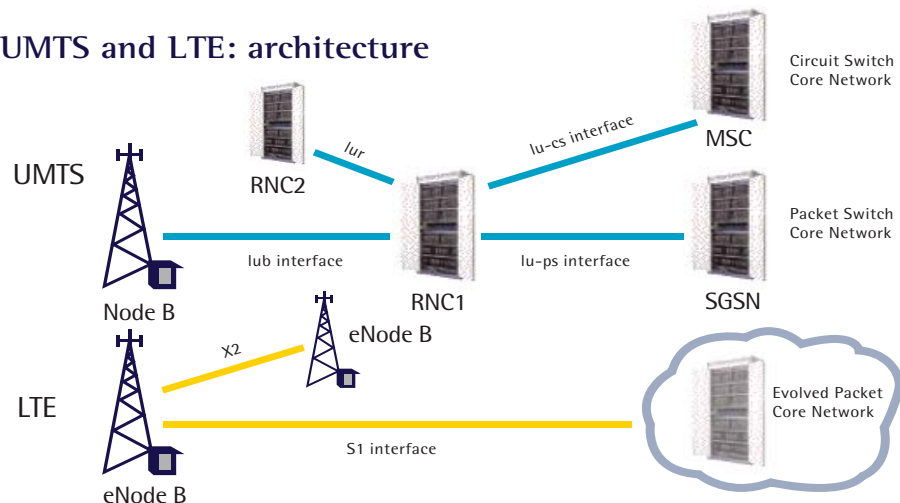 UMTS and LTE: architecture
Circuit Switch
Core Network
lu-cs interface
MSC
lur
RNC2
UMTS
Packet Switch
Core Network
lub interface
lu-ps interface
RNC1
SGSN
Node B
eNode B
X2
Evolved Packet
Core Network
LTE
S1 interface
eNode B